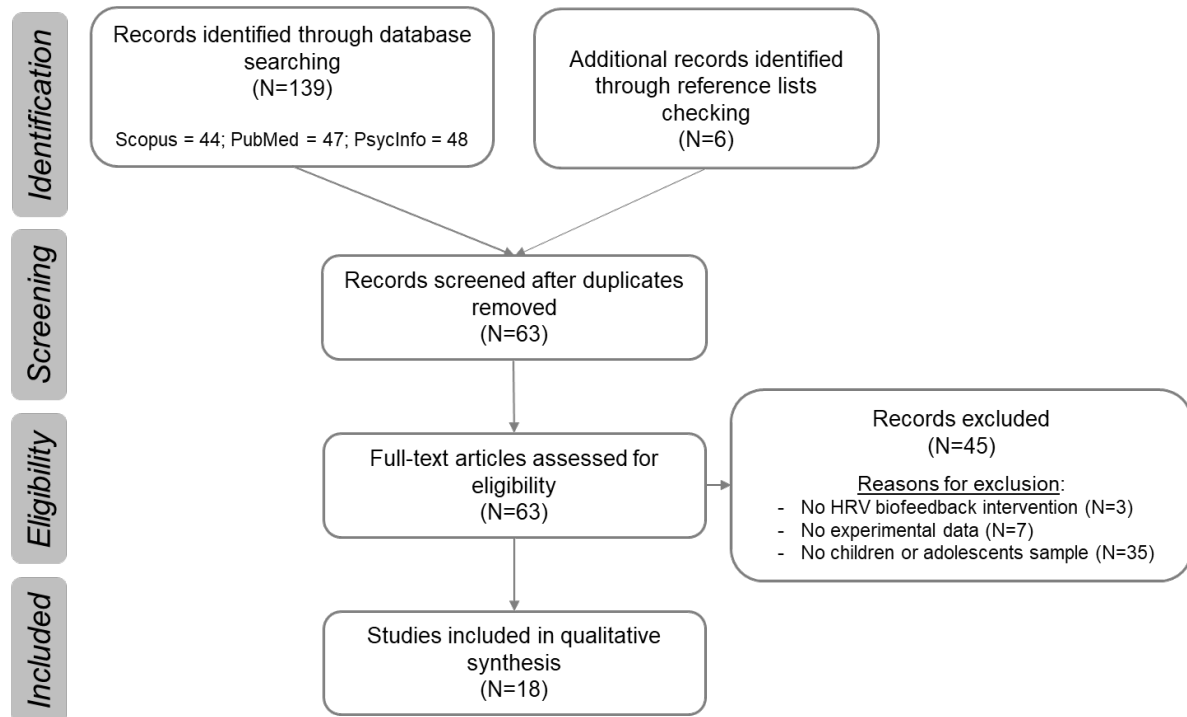 Identification
Records identified through database
searching
(N=139)
Scopus = 44; PubMed = 47; PsycInfo = 48
Additional records identified
through reference lists
checking
(N=6)
Screening
Records screened after duplicates
removed
(N=63)
Eligibility
Full-text articles assessed for
eligibility
(N=63)
Records excluded
(N=45)
Reasons for exclusion:
- No HRV biofeedback intervention (N=3)
- No experimental data (N=7)
- No children or adolescents sample (N=35)
Included
Studies included in qualitative
synthesis
(N=18)